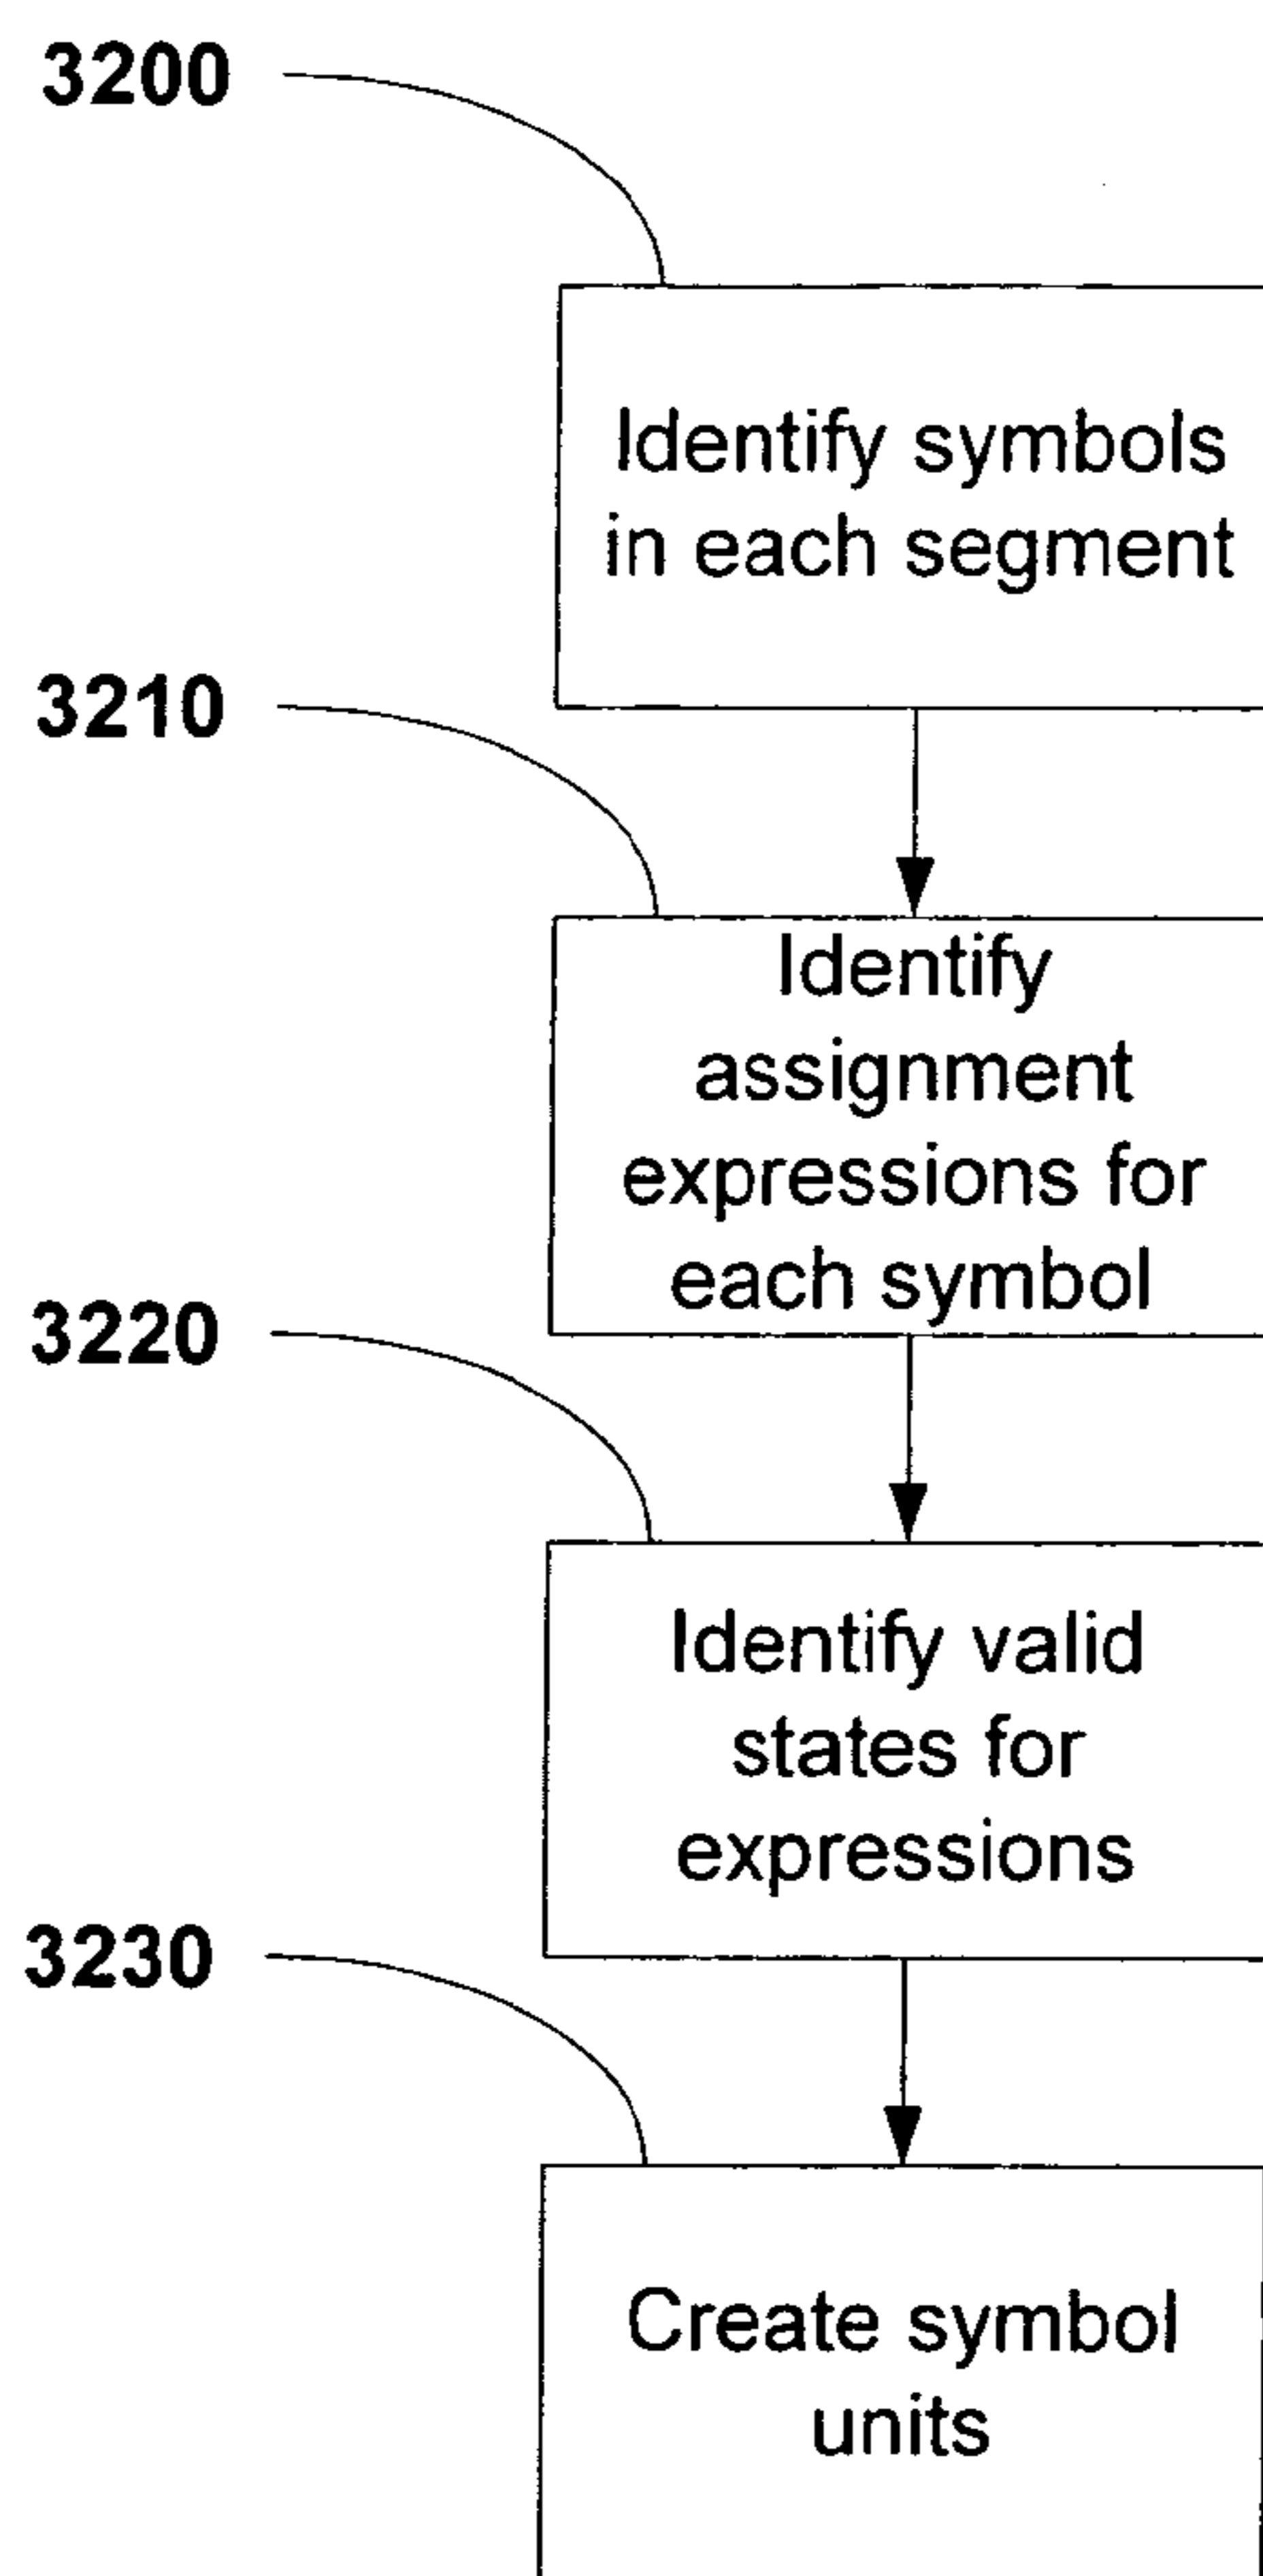 3200
Identify symbols
in each segment
3210
Identify
assignment
expressions for
each symbol
3220
Identify valid
states for
expressions
3230
Create symbol
units